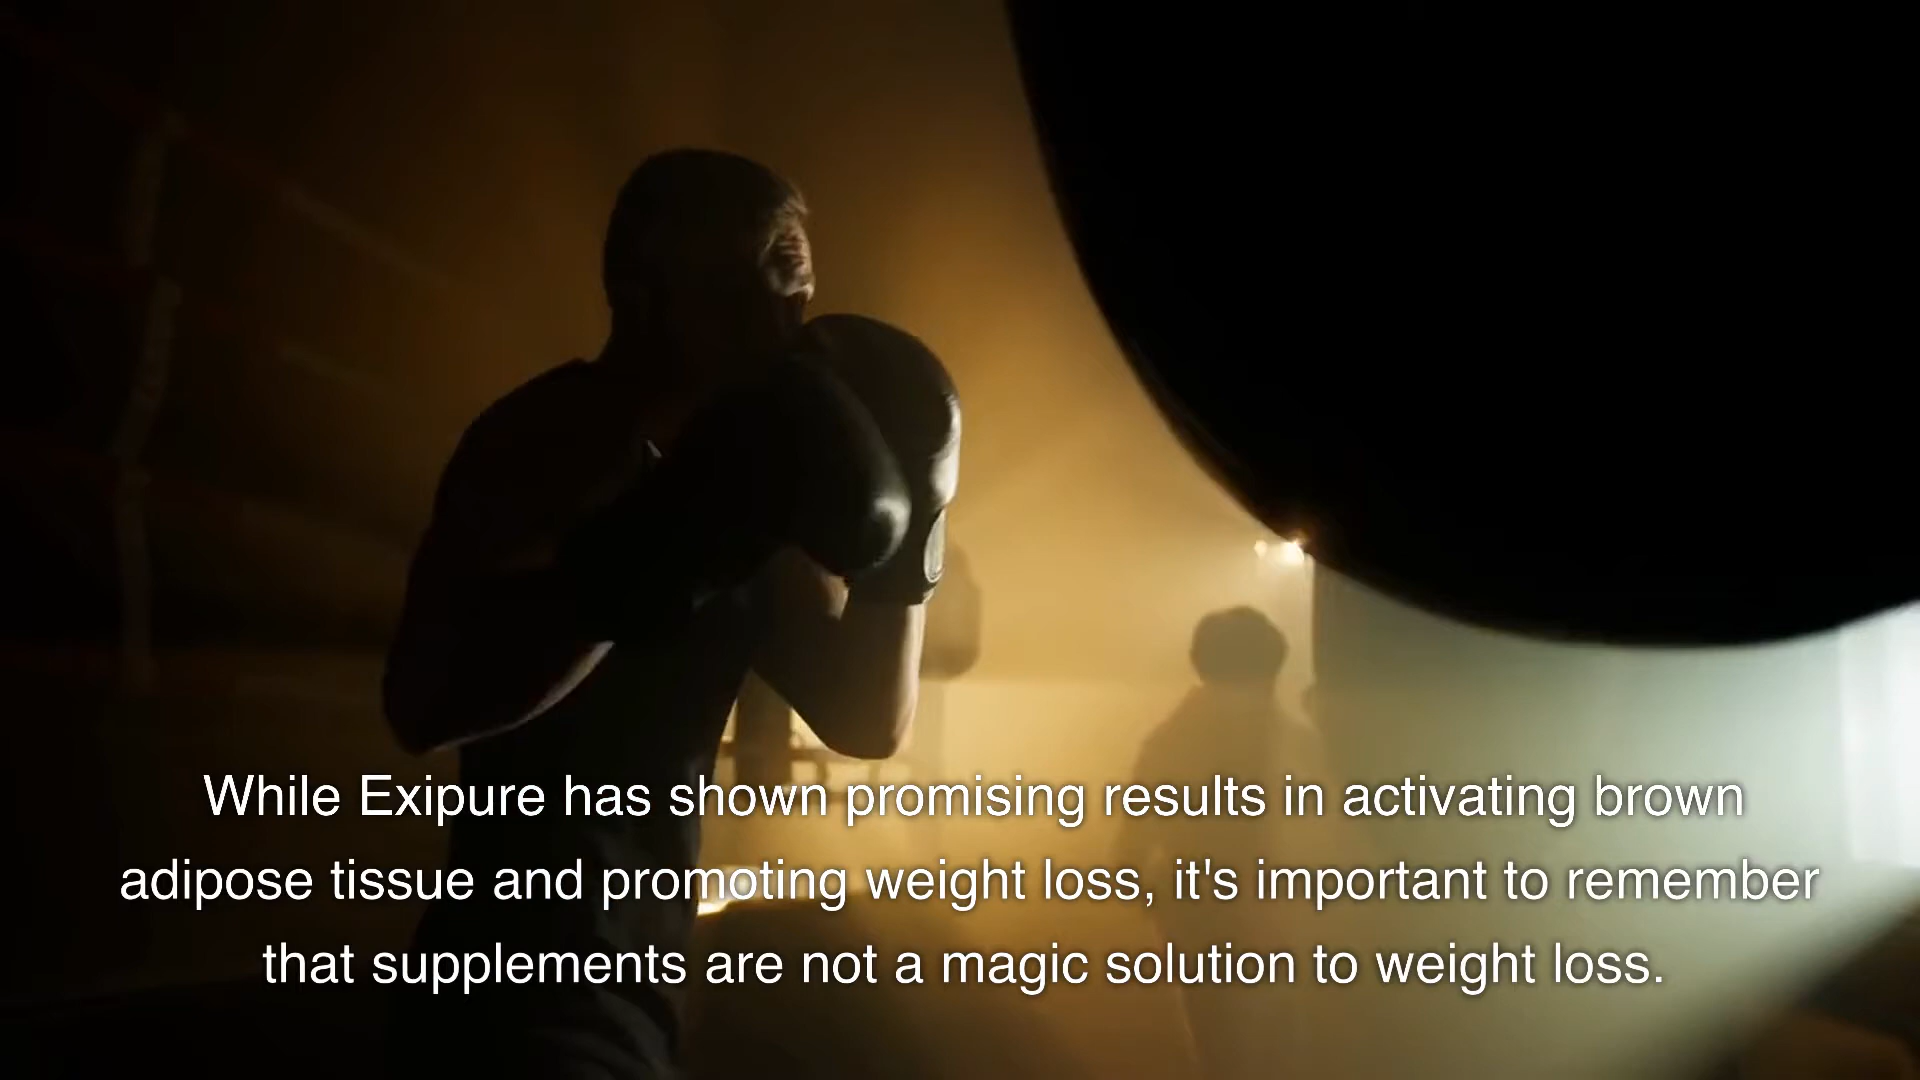 While Exipure has shown promising results in activating brown
adipose tissue and promoting weight loss, it's important to remember
that supplements are not a magic solution to weight loss.